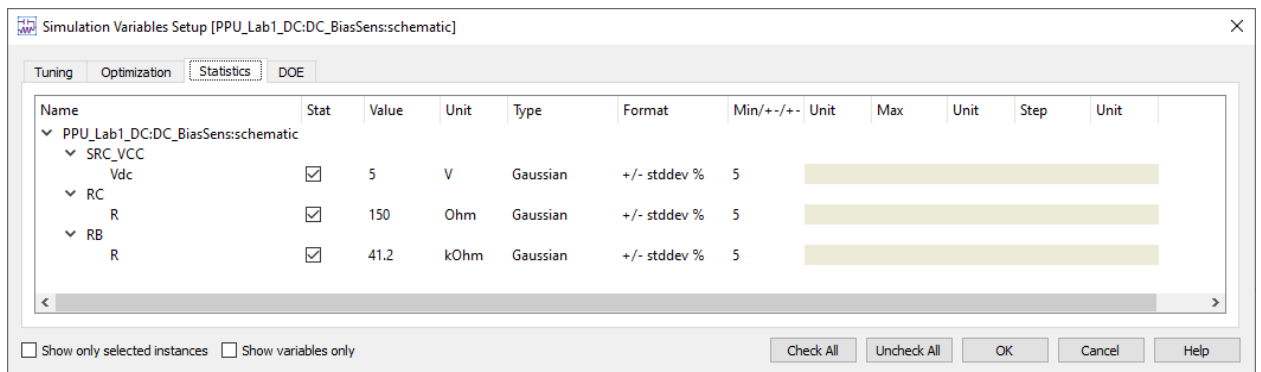 Simulation Variables Setup [PPU_Lab1_DC:DC_BiasSens:schematic]
Tuning Optimization Statistics DOE
Name Stat Value Unit Type Format Min/+-/+- Unit Max Unit Step Unit
PPU_Lab1_DC:DC_BiasSens:schematic
SRC_VCC
Vdc 5 V Gaussian +/- stddev % 5
RC
R 150 Ohm Gaussian +/- stddev % 5
RB
R 41.2 kOhm Gaussian +/- stddev % 5
Show only selected instances Show variables only Check All Uncheck All OK Cancel Help